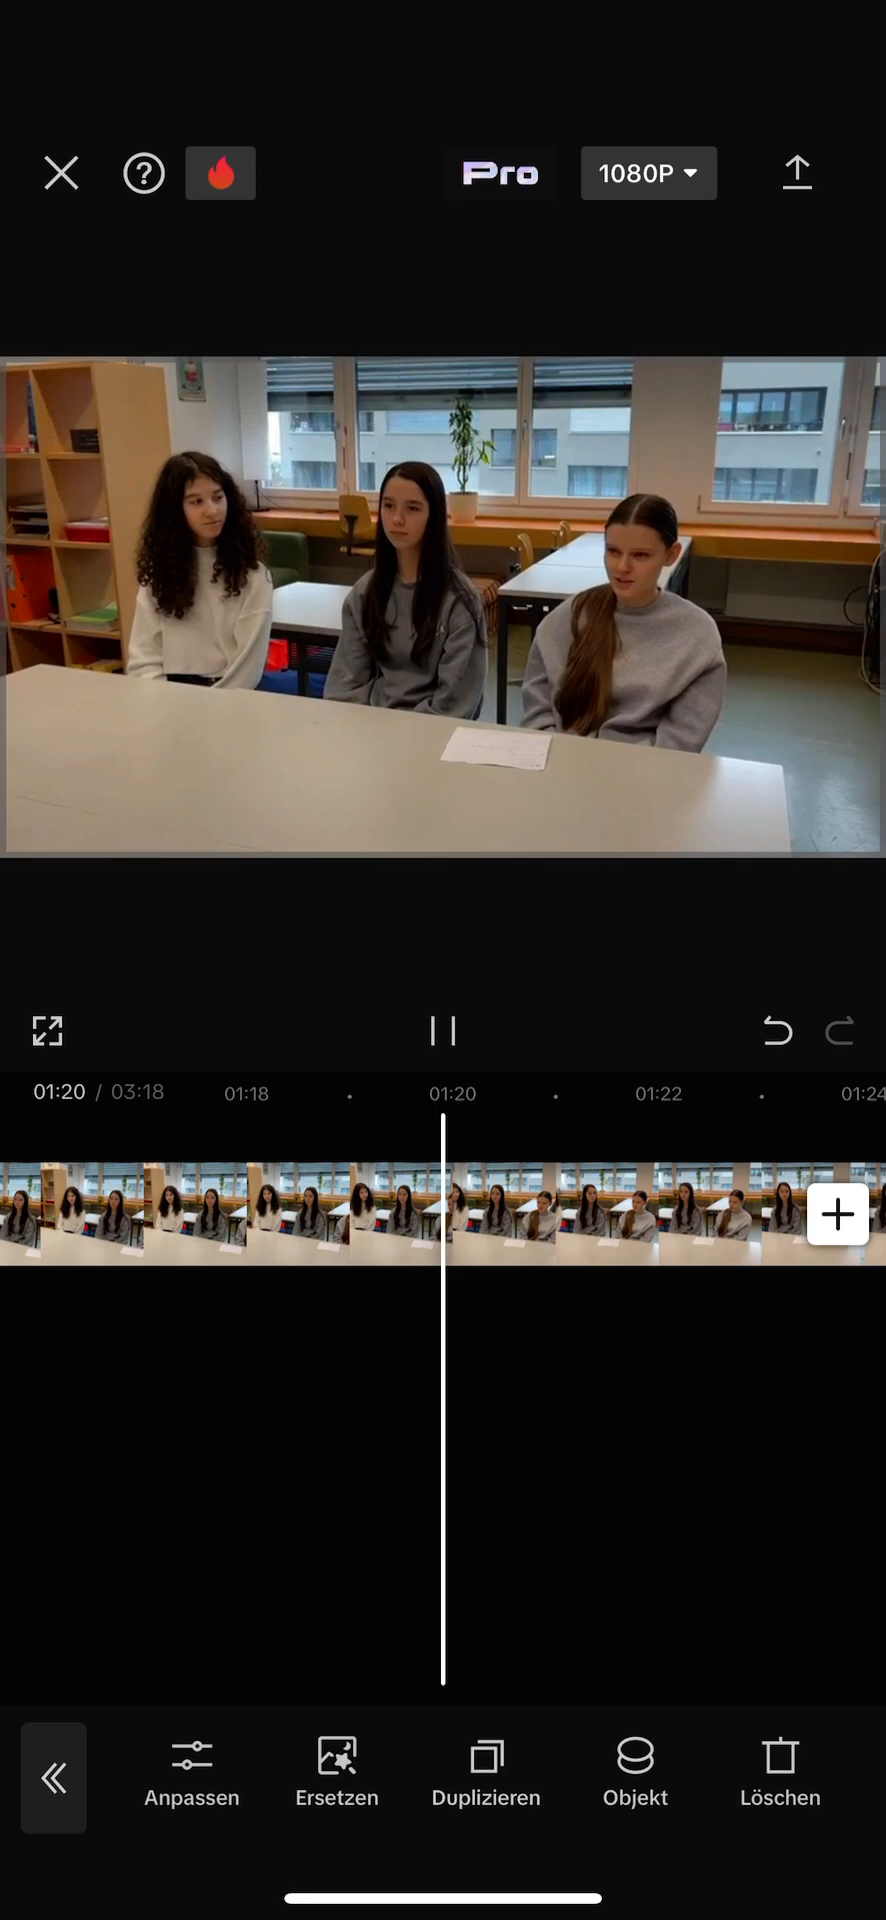 ?
Pro
1080P
01:20 / 03:18
01:18
01:20
01:22
01:24
Anpassen
Ersetzen
Duplizieren
Objekt
Löschen